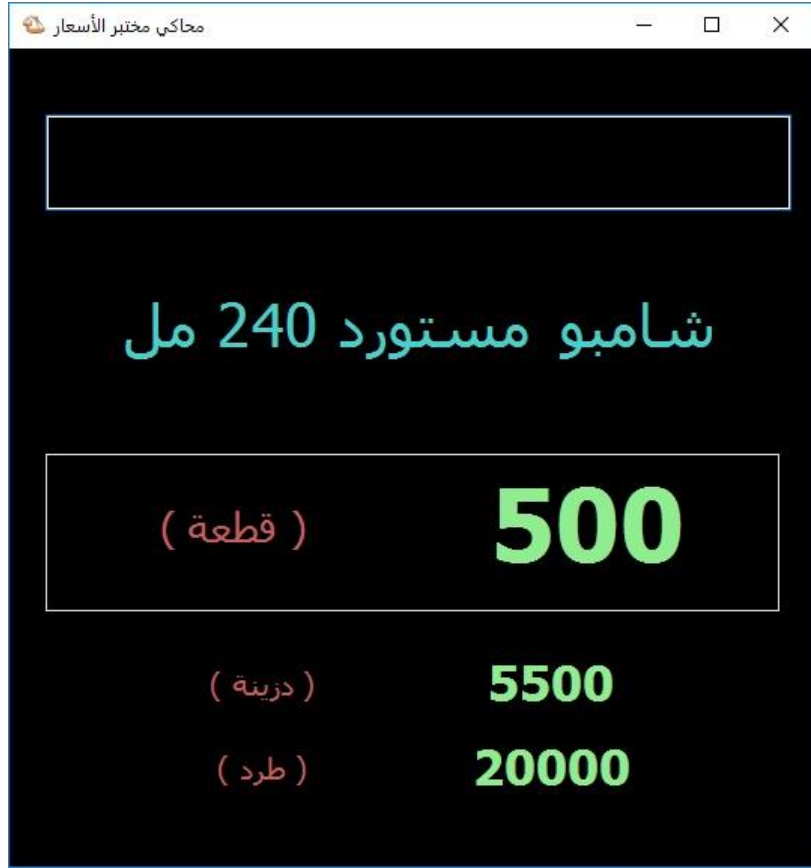 محاكي مختبر الأسعار
شامبو مستورد 240 مل
500 ( قطعة )
5500 ( دزينة )
20000 ( طرد )